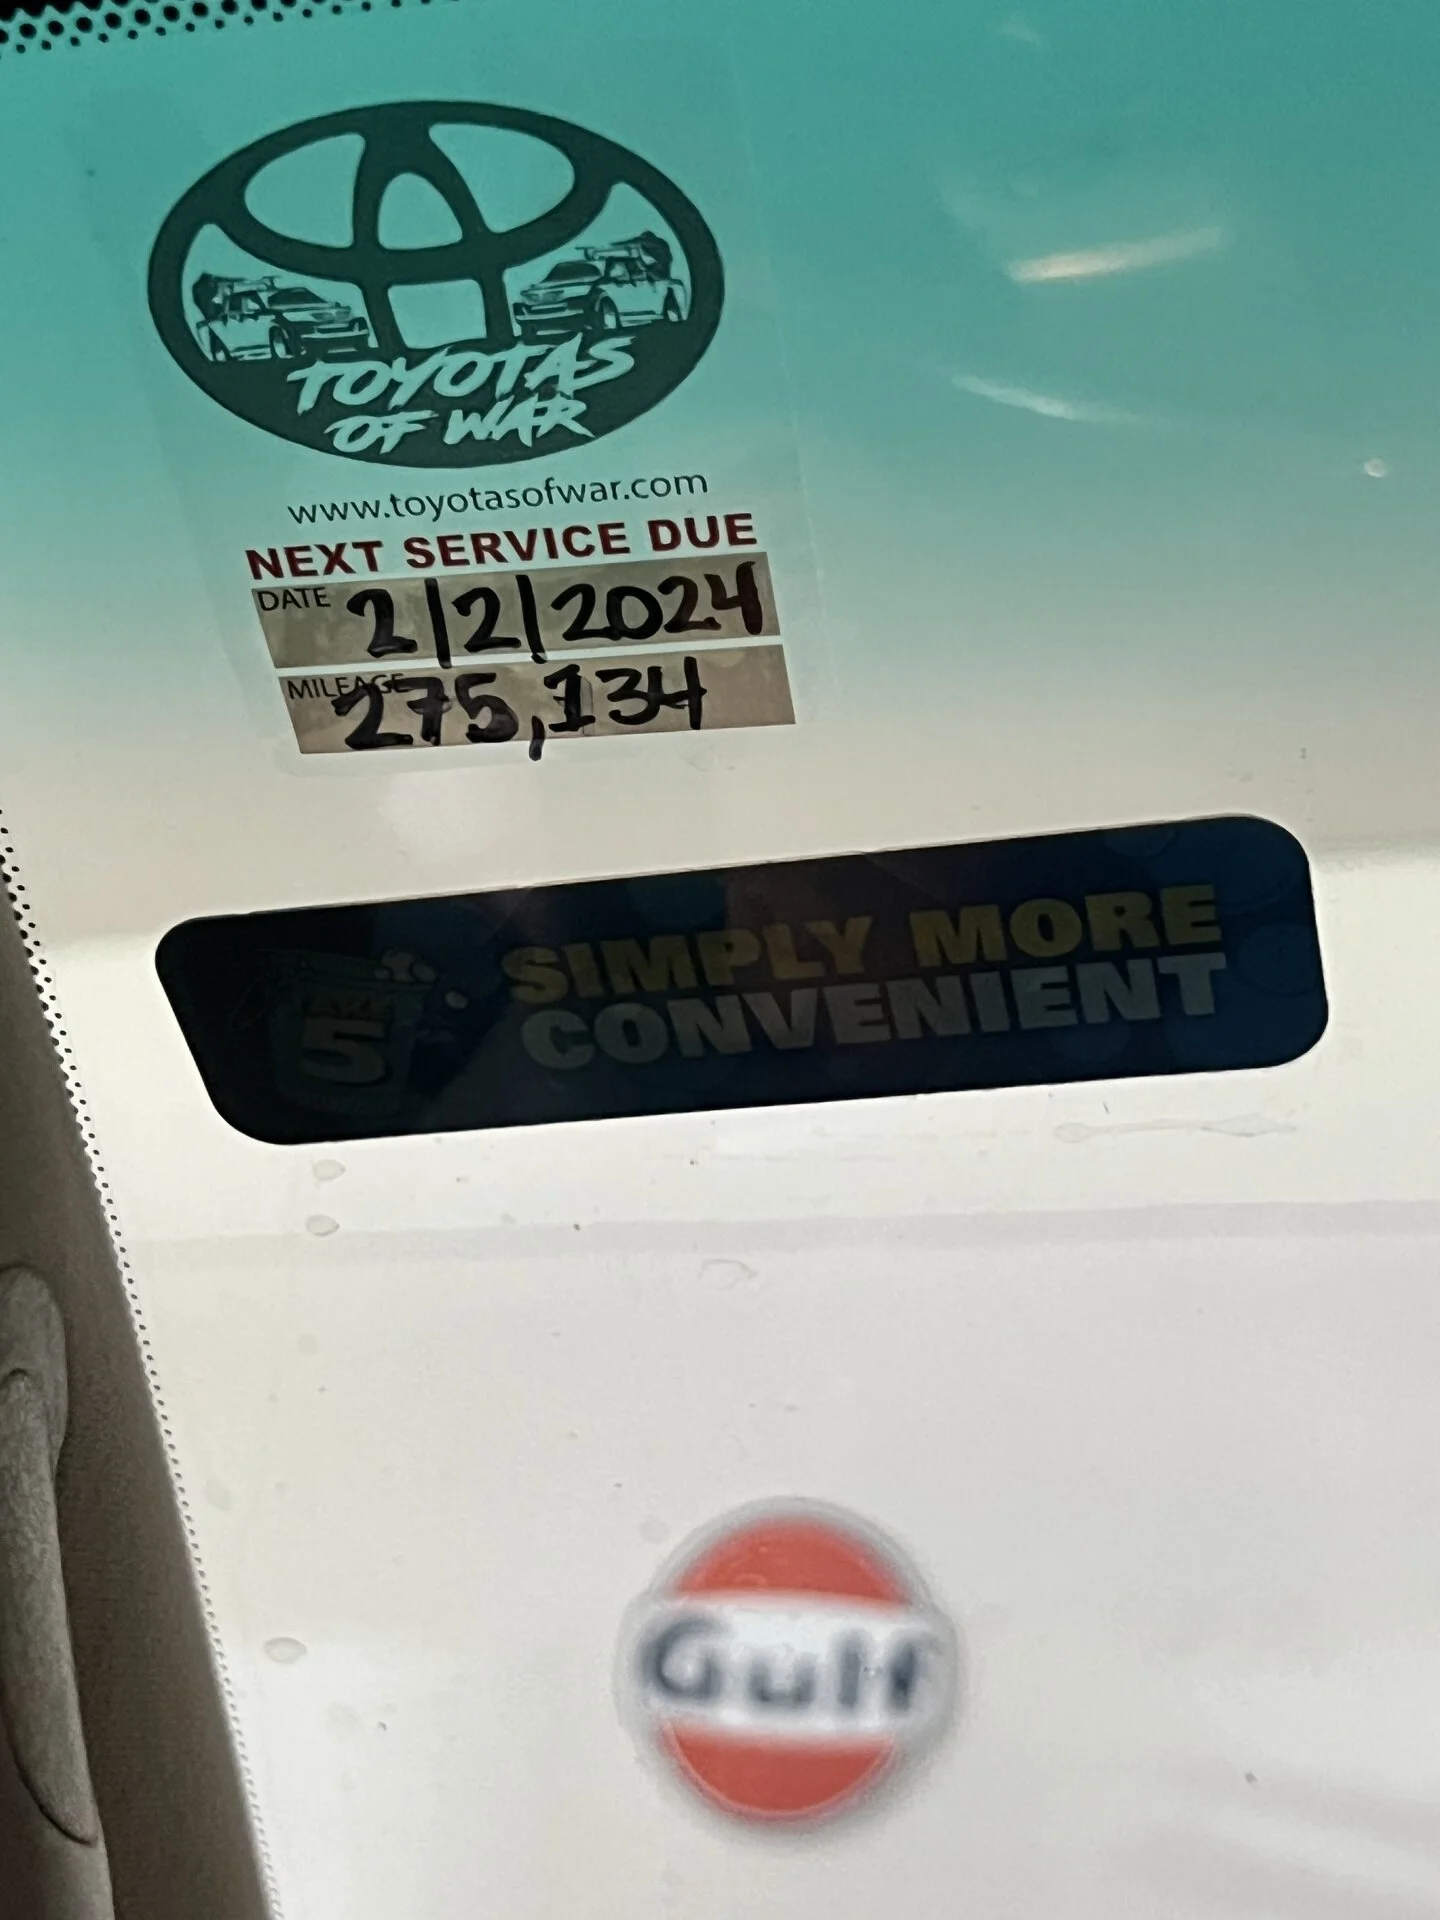 TOYOTAS
OF WAR
www.toyotasofwar.com
NEXT SERVICE DUE
DATE 2/2/2024
MILEAGE 275,134
TAKE
5
SIMPLY MORE
CONVENIENT
Gulf